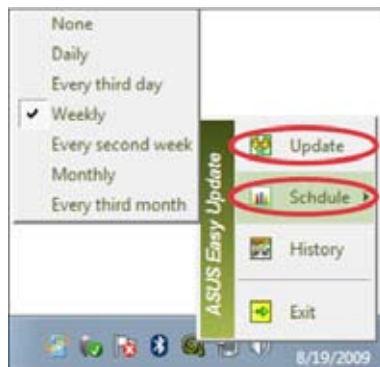 None
Daily
Every third day
Weekly
Every second week
Monthly
Every third month
ASUS Easy Update
Update
Schdule
History
Exit
8/19/2009